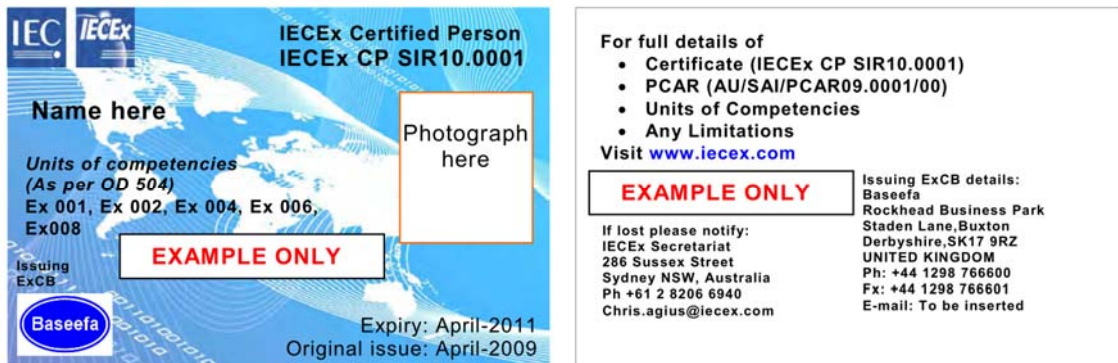 IEC IECEx
IECEx Certified Person
IECEx CP SIR10.0001
Name here
Photograph
here
Units of competencies
(As per OD 504)
Ex 001, Ex 002, Ex 004, Ex 006,
Ex008
EXAMPLE ONLY
Issuing
ExCB
Baseefa
Expiry: April-2011
Original issue: April-2009
For full details of
• Certificate (IECEx CP SIR10.0001)
• PCAR (AU/SAI/PCAR09.0001/00)
• Units of Competencies
• Any Limitations
Visit www.iecex.com
EXAMPLE ONLY
If lost please notify:
IECEx Secretariat
286 Sussex Street
Sydney NSW, Australia
Ph +61 2 8206 6940
Chris.agius@iecex.com
Issuing ExCB details:
Baseefa
Rockhead Business Park
Staden Lane,Buxton
Derbyshire,SK17 9RZ
UNITED KINGDOM
Ph: +44 1298 766600
Fx: +44 1298 766601
E-mail: To be inserted